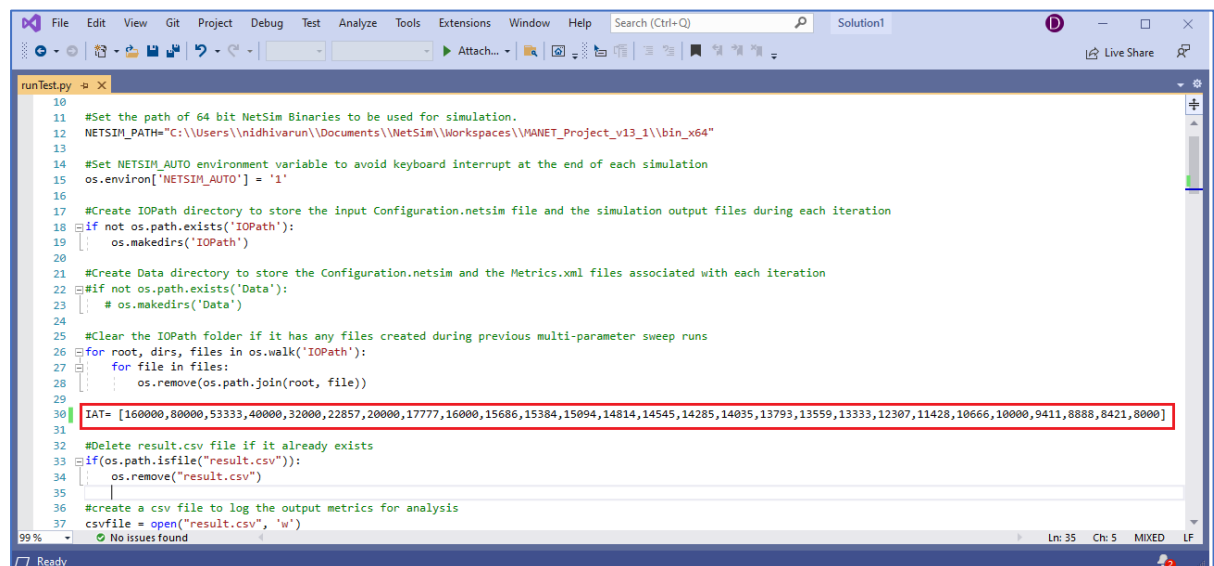 File Edit View Git Project Debug Test Analyze Tools Extensions Window Help Search (Ctrl+Q) Solution1 D
Attach... Live Share
runTest.py
10
11 #Set the path of 64 bit NetSim Binaries to be used for simulation.
12 NETSIM_PATH="C:\\Users\\nidhivarun\\Documents\\NetSim\\Workspaces\\MANET_Project_v13_1\\bin_x64"
13
14 #Set NETSIM_AUTO environment variable to avoid keyboard interrupt at the end of each simulation
15 os.environ['NETSIM_AUTO'] = '1'
16
17 #Create IOPath directory to store the input Configuration.netsim file and the simulation output files during each iteration
18 if not os.path.exists('IOPath'):
19 os.makedirs('IOPath')
20
21 #Create Data directory to store the Configuration.netsim and the Metrics.xml files associated with each iteration
22 #if not os.path.exists('Data'):
23 # os.makedirs('Data')
24
25 #Clear the IOPath folder if it has any files created during previous multi-parameter sweep runs
26 for root, dirs, files in os.walk('IOPath'):
27 for file in files:
28 os.remove(os.path.join(root, file))
29
30 IAT= [160000,80000,53333,40000,32000,22857,20000,17777,16000,15686,15384,15094,14814,14545,14285,14035,13793,13559,13333,12307,11428,10666,10000,9411,8888,8421,8000]
31
32 #Delete result.csv file if it already exists
33 if(os.path.isfile("result.csv")):
34 os.remove("result.csv")
35
36 #create a csv file to log the output metrics for analysis
37 csvfile = open("result.csv", 'w')
99 % No issues found Ln: 35 Ch: 5 MIXED LF
Ready 2